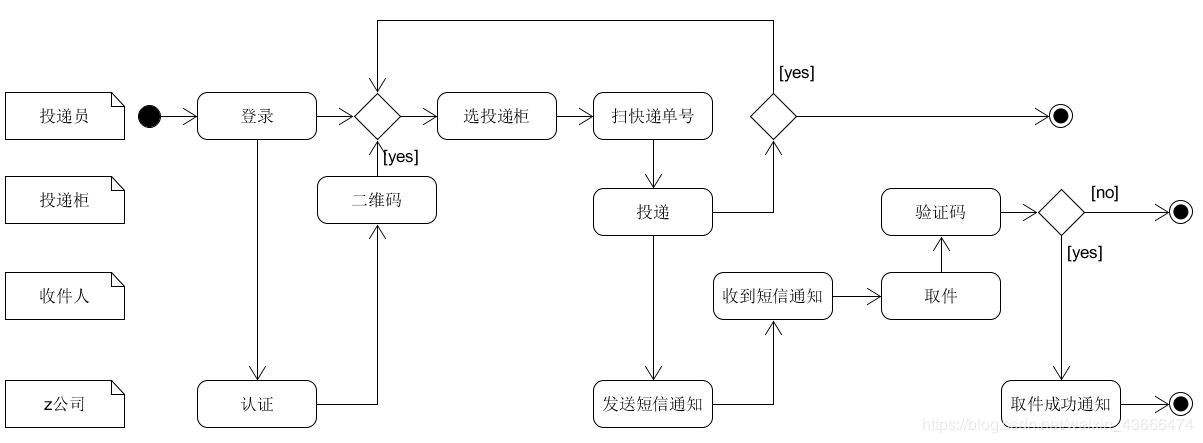 [yes]
投递员
登录
选投递柜
扫快递单号
[yes]
投递柜
二维码
投递
验证码
[no]
[yes]
收件人
收到短信通知
取件
z公司
认证
发送短信通知
取件成功通知
https://blog.csdn.net/weixin_43666474